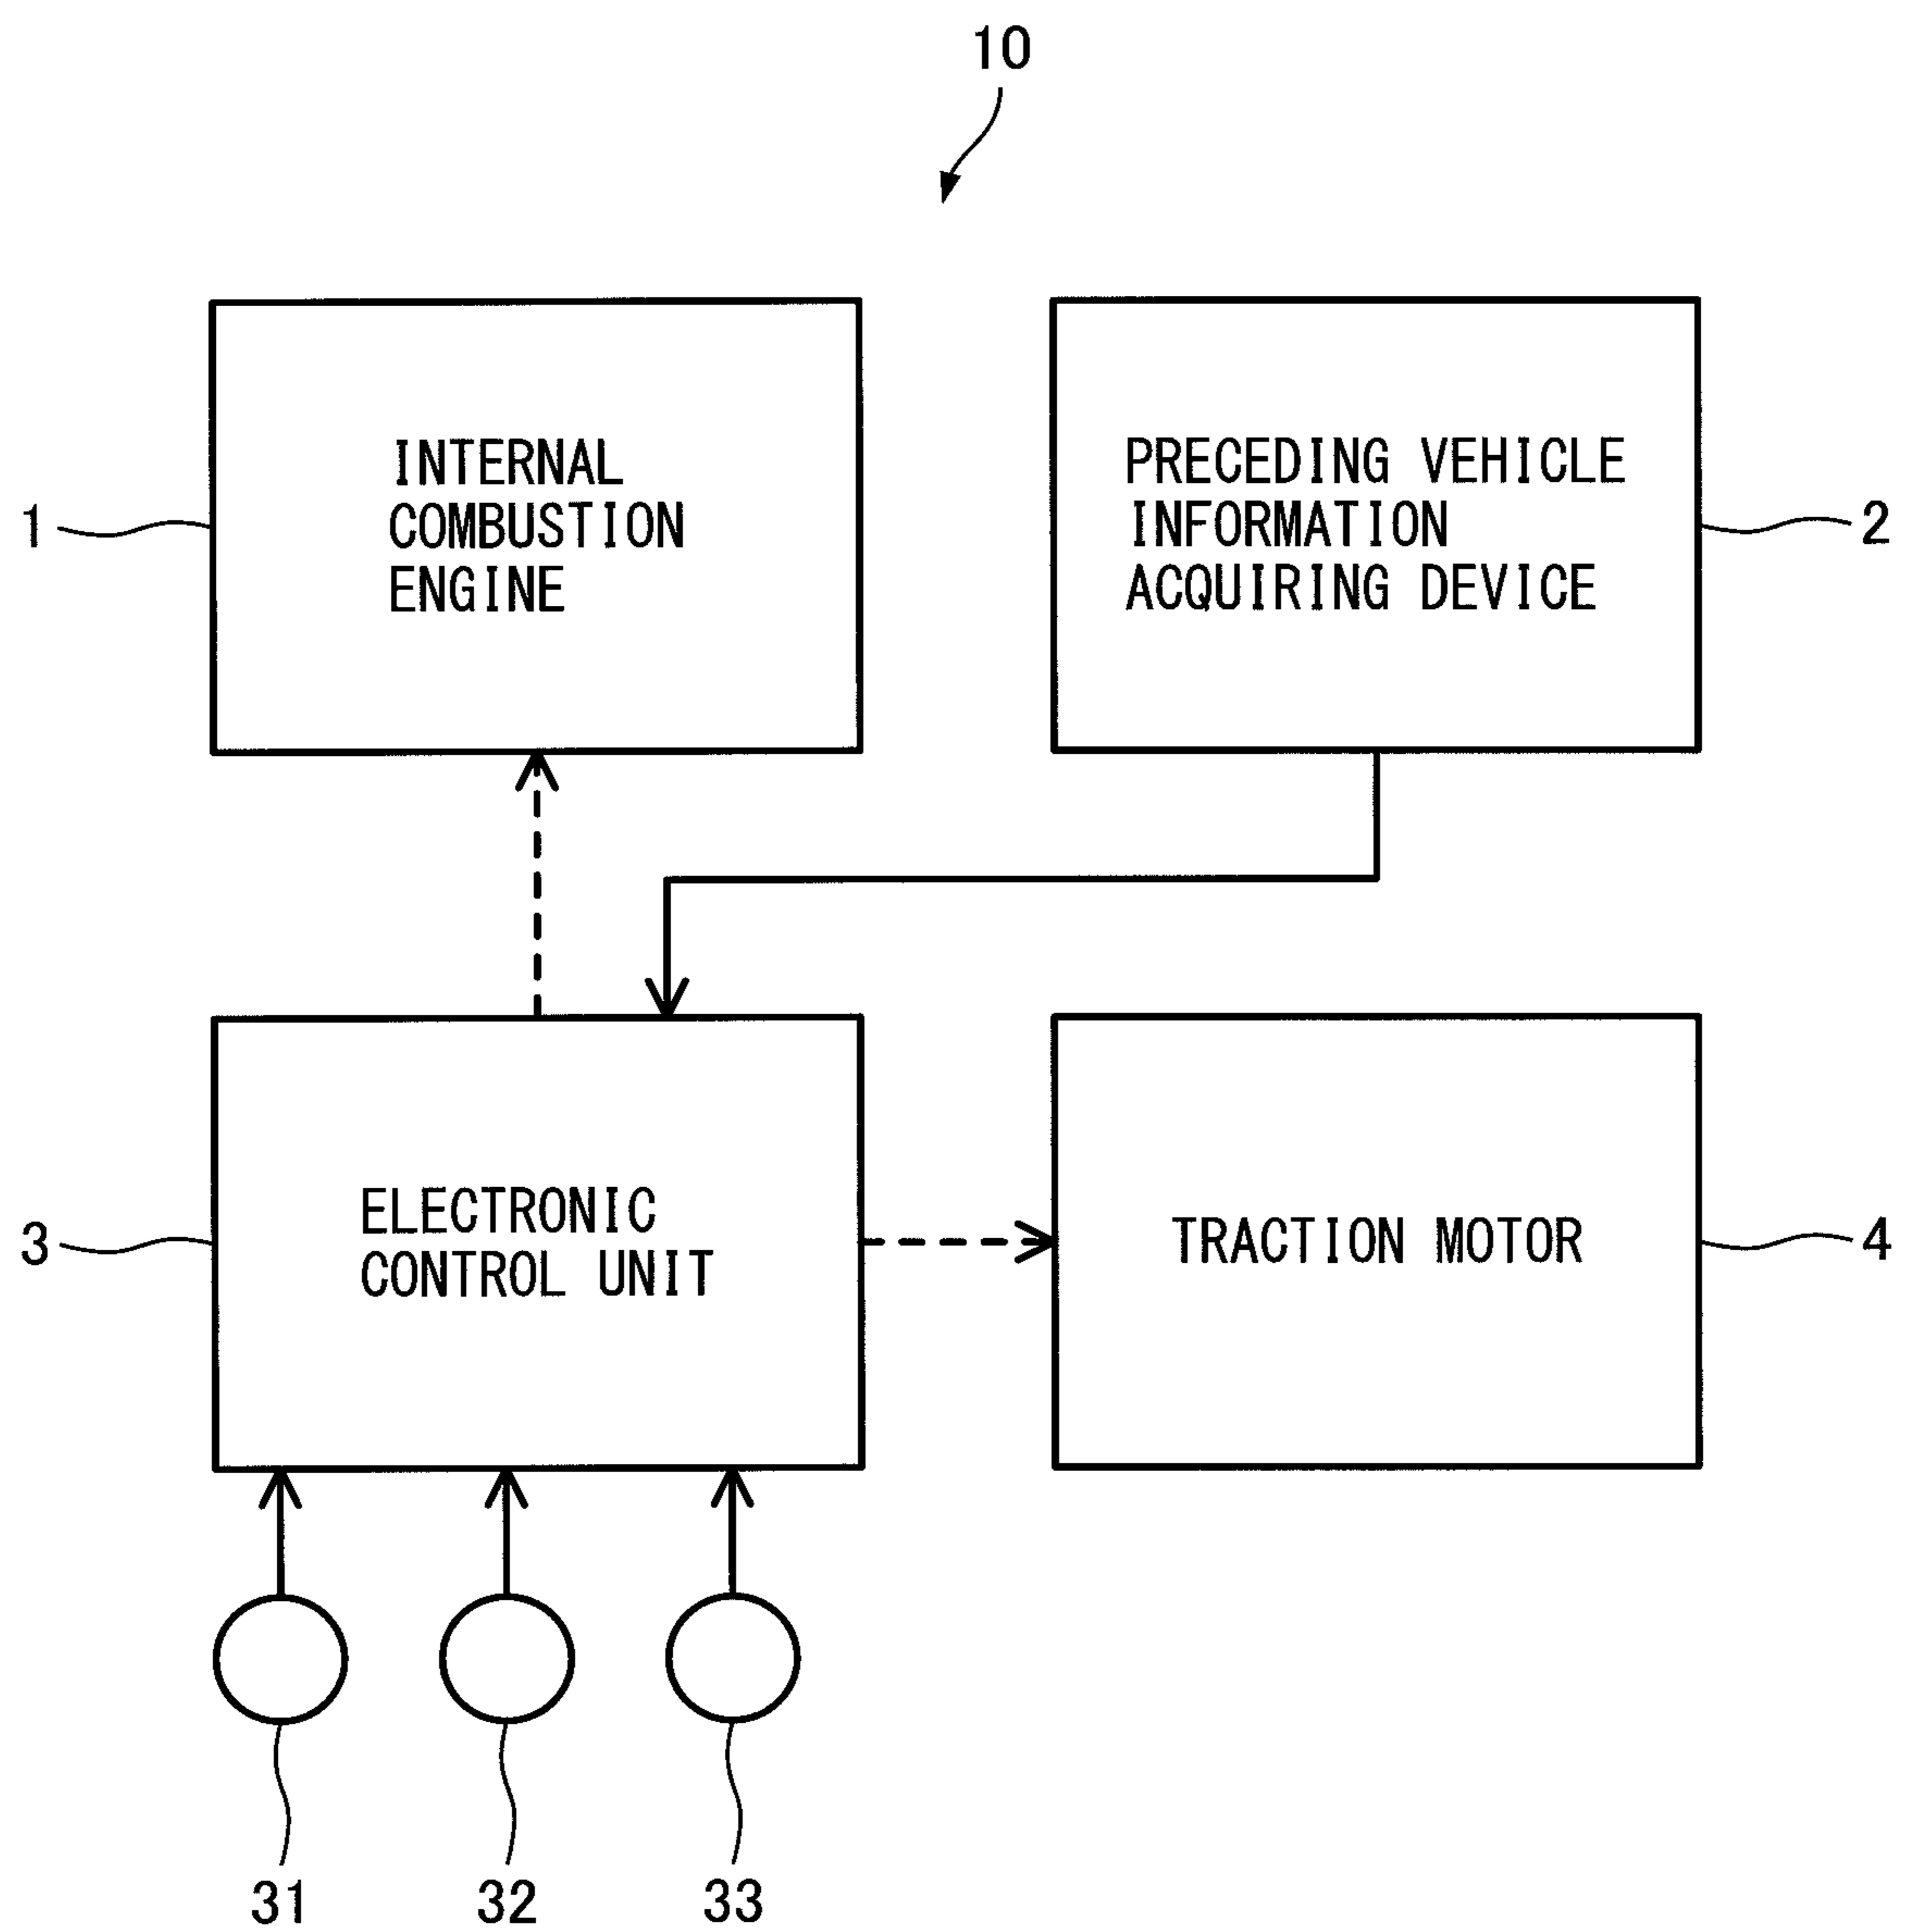 10
INTERNAL
COMBUSTION
ENGINE
1
PRECEDING VEHICLE
INFORMATION
ACQUIRING DEVICE
2
ELECTRONIC
CONTROL UNIT
3
TRACTION MOTOR
4
31
32
33